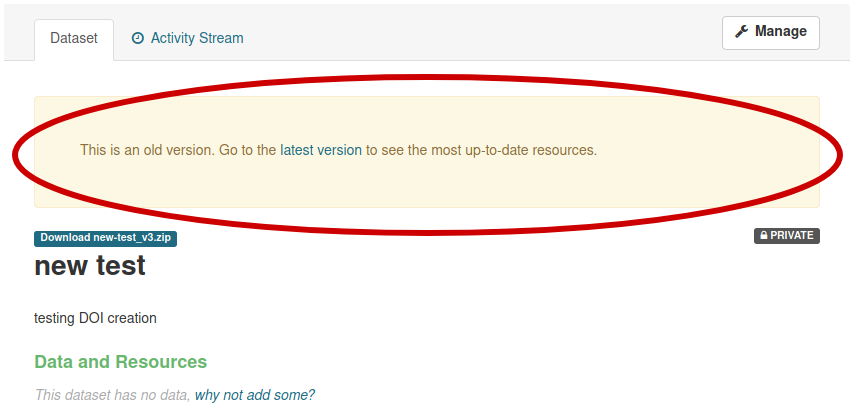 Dataset
Activity Stream
Manage
This is an old version. Go to the latest version to see the most up-to-date resources.
Download new-test_v3.zip
PRIVATE
new test
testing DOI creation
Data and Resources
This dataset has no data, why not add some?